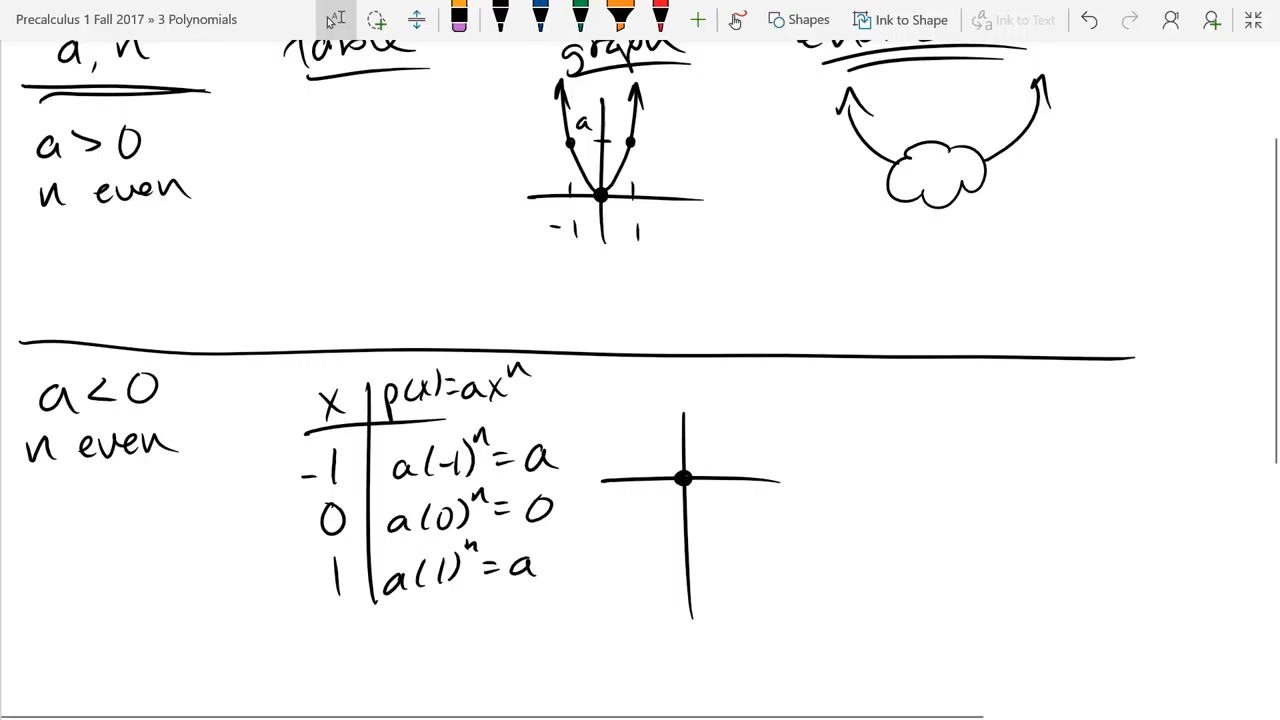 Precalculus 1 Fall 2017 » 3 Polynomials
Shapes
Ink to Shape
Ink to Text
a, n
table
graph
a > 0
n even
a
-1
1
a < 0
n even
x p(x)=ax^n
-1 a(-1)^n = a
0 a(0)^n = 0
1 a(1)^n = a